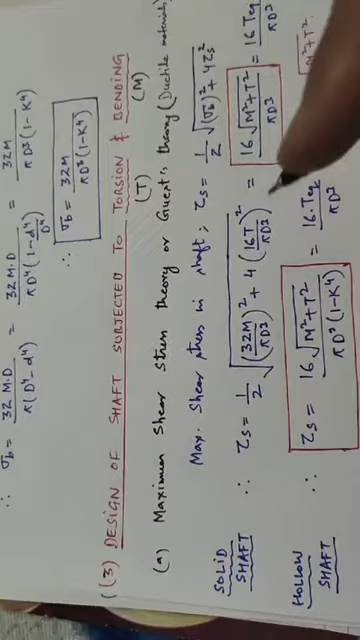 ∴ σb = 32 M·D / π(D⁴-d⁴) = 32 M·D / πD⁴(1-d⁴/D⁴) = 32M / πD³(1-K⁴)
∴ σb = 32M / πD³(1-K⁴)
(3) DESIGN OF SHAFT SUBJECTED TO TORSION & BENDING
(T) (M)
(a) Maximum Shear Stress theory or Guest's theory (Ductile materials)
Max. Shear stress in shaft, τs = 1/2 √(σb)²+4τs²
SOLID SHAFT ∴ τs = 1/2 √(32M/πD³)² + 4(16T/πD³)² = 16√M²+T² / πD³ = 16 Teq / πD³
HOLLOW SHAFT ∴ τs = 16√M²+T² / πD³(1-K⁴) = 16·Teq / πD³ √M²+T²